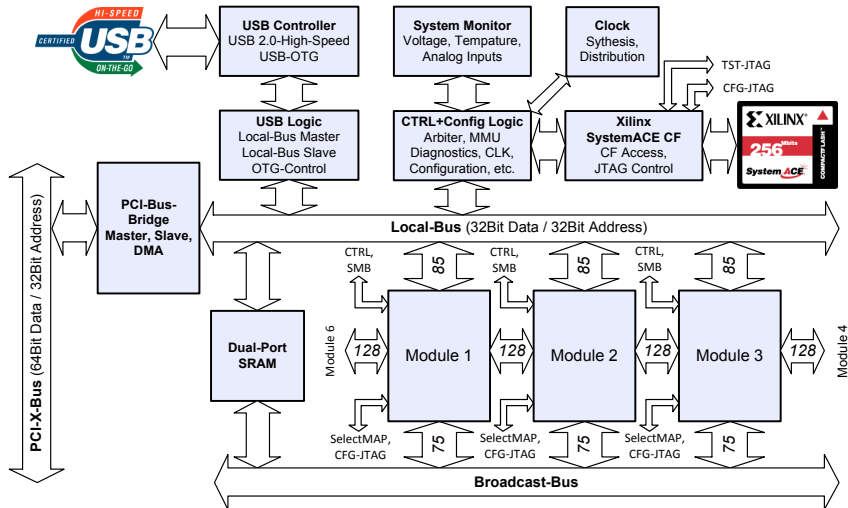 HI-SPEED
CERTIFIED
USB
TM
ON-THE-GO
USB Controller
USB 2.0-High-Speed
USB-OTG
System Monitor
Voltage, Tempature,
Analog Inputs
Clock
Sythesis,
Distribution
TST-JTAG
CFG-JTAG
USB Logic
Local-Bus Master
Local-Bus Slave
OTG-Control
CTRL+Config Logic
Arbiter, MMU
Diagnostics, CLK,
Configuration, etc.
Xilinx
SystemACE CF
CF Access,
JTAG Control
XILINX
256 Mbites
System ACE
COMPACTFLASH
PCI-X-Bus (64Bit Data / 32Bit Address)
PCI-Bus-
Bridge
Master, Slave,
DMA
Local-Bus (32Bit Data / 32Bit Address)
CTRL,
SMB
85
CTRL,
SMB
85
CTRL,
SMB
85
Dual-Port
SRAM
Module 6
128
Module 1
128
Module 2
128
Module 3
128
Module 4
SelectMAP,
CFG-JTAG
75
SelectMAP,
CFG-JTAG
75
SelectMAP,
CFG-JTAG
75
Broadcast-Bus